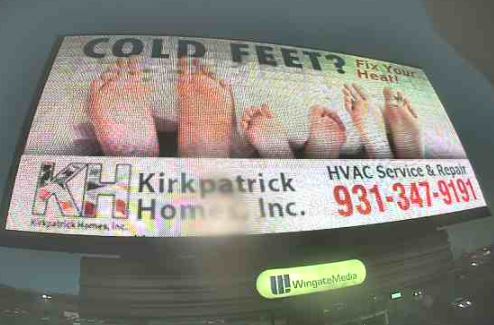 COLD FEET?
Fix Your
Heat!
KH
Kirkpatrick Homes, Inc.
Kirkpatrick
Homes, Inc.
HVAC Service & Repair
931-347-9191
WingateMedia